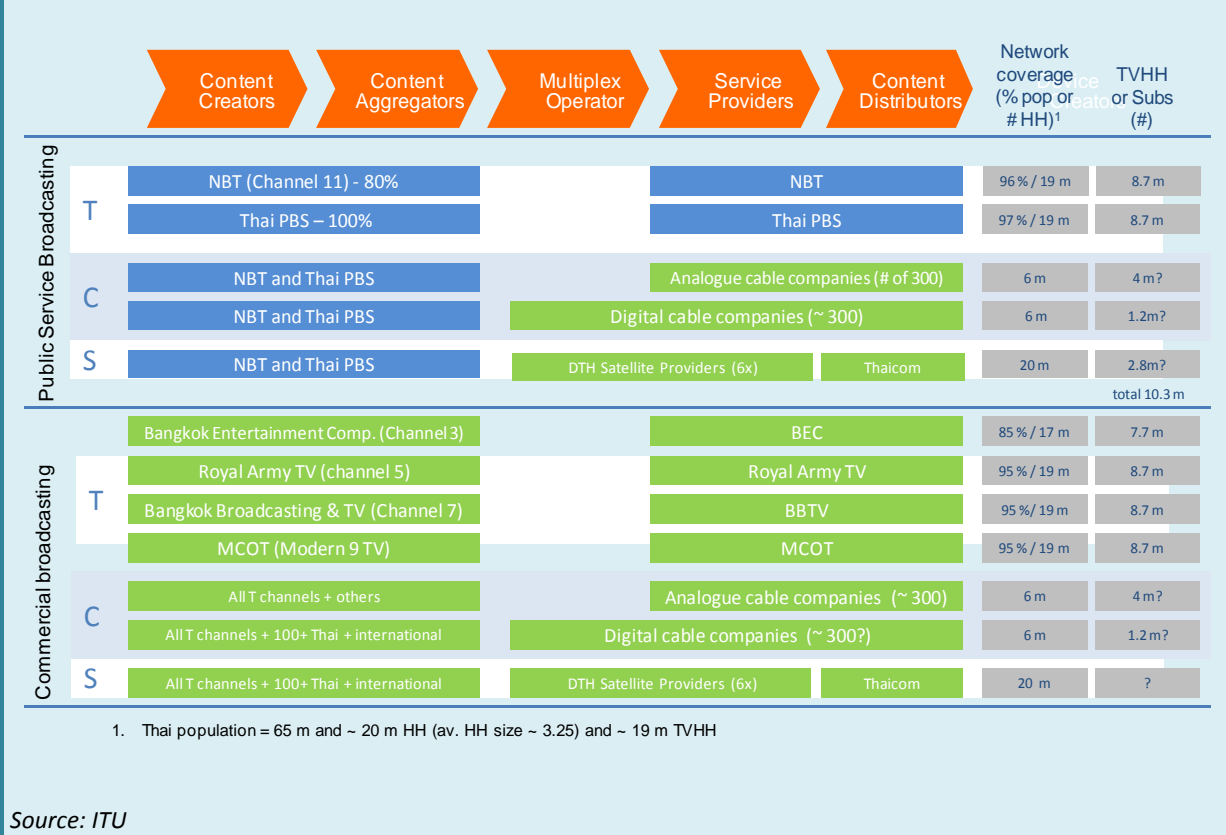 Content
Creators
Content
Aggregators
Multiplex
Operator
Service
Providers
Content
Distributors
Network
coverage
(% pop or
# HH)1
TVHH
or Subs
(#)
Public Service Broadcasting
T
NBT (Channel 11) - 80%
NBT
96 % / 19 m
8.7 m
Thai PBS – 100%
Thai PBS
97 % / 19 m
8.7 m
C
NBT and Thai PBS
Analogue cable companies (# of 300)
6 m
4 m?
NBT and Thai PBS
Digital cable companies (~ 300)
6 m
1.2m?
S
NBT and Thai PBS
DTH Satellite Providers (6x)
Thaicom
20 m
2.8m?
total 10.3 m
Commercial broadcasting
Bangkok Entertainment Comp. (Channel 3)
BEC
85 % / 17 m
7.7 m
T
Royal Army TV (channel 5)
Royal Army TV
95 % / 19 m
8.7 m
Bangkok Broadcasting & TV (Channel 7)
BBTV
95 %/ 19 m
8.7 m
MCOT (Modern 9 TV)
MCOT
95 % / 19 m
8.7 m
C
All T channels + others
Analogue cable companies (~ 300)
6 m
4 m?
All T channels + 100+ Thai + international
Digital cable companies (~ 300?)
6 m
1.2 m?
S
All T channels + 100+ Thai + international
DTH Satellite Providers (6x)
Thaicom
20 m
?
1. Thai population = 65 m and ~ 20 m HH (av. HH size ~ 3.25) and ~ 19 m TVHH
Source: ITU